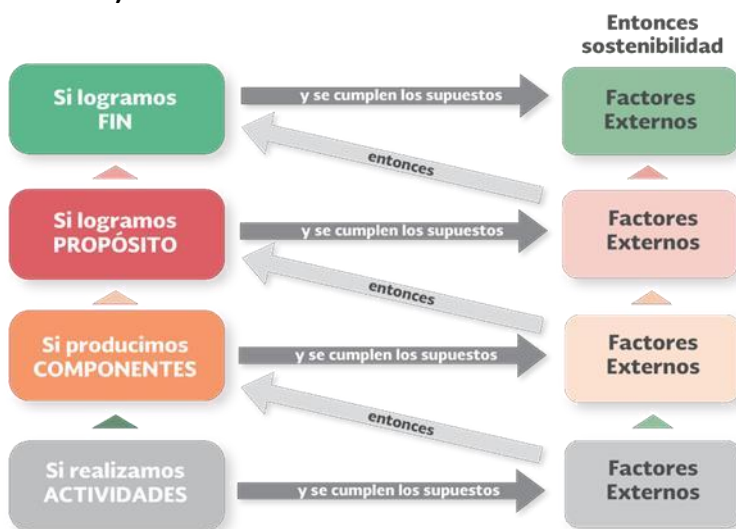 Entonces
sostenibilidad
Si logramos
FIN
y se cumplen los supuestos
Factores
Externos
entonces
Si logramos
PROPÓSITO
y se cumplen los supuestos
Factores
Externos
entonces
Si producimos
COMPONENTES
y se cumplen los supuestos
Factores
Externos
entonces
Si realizamos
ACTIVIDADES
y se cumplen los supuestos
Factores
Externos